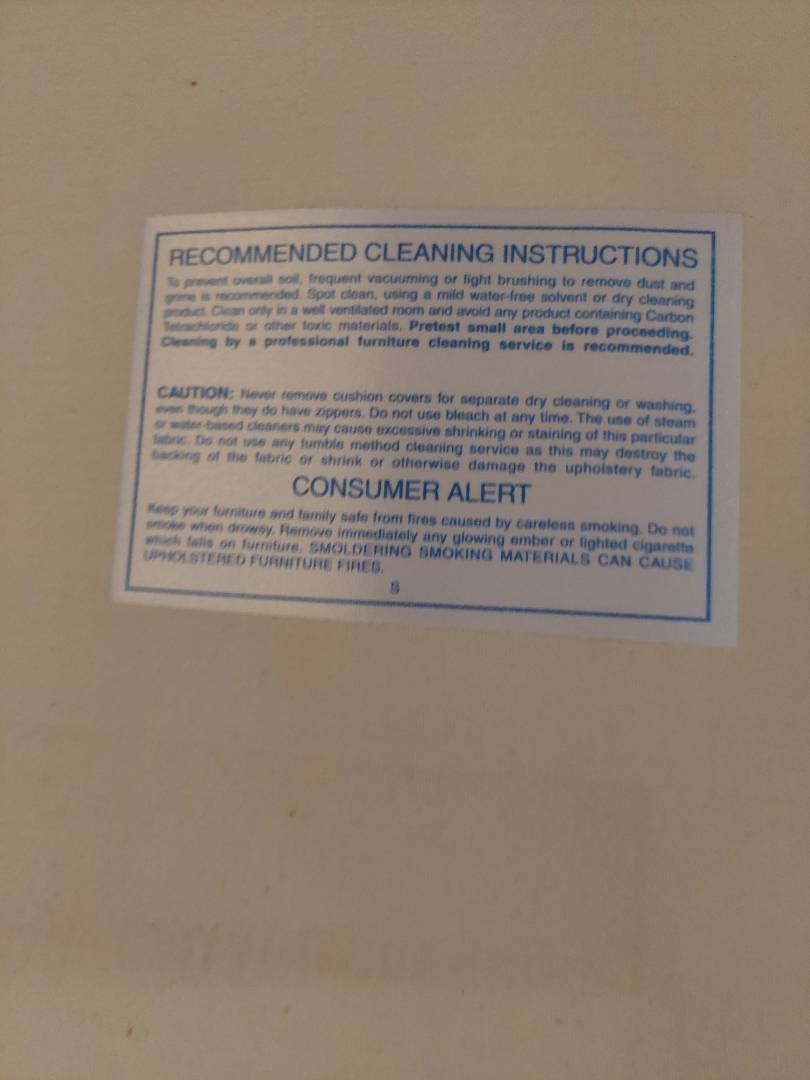 RECOMMENDED CLEANING INSTRUCTIONS
To prevent overall soil, frequent vacuuming or light brushing to remove dust and
grime is recommended. Spot clean, using a mild water-free solvent or dry cleaning
product. Clean only in a well ventilated room and avoid any product containing Carbon
Tetrachloride or other toxic materials. Pretest small area before proceeding.
Cleaning by a professional furniture cleaning service is recommended.
CAUTION: Never remove cushion covers for separate dry cleaning or washing,
even though they do have zippers. Do not use bleach at any time. The use of steam
or water-based cleaners may cause excessive shrinking or staining of this particular
fabric. Do not use any tumble method cleaning service as this may destroy the
backing of the fabric or shrink or otherwise damage the upholstery fabric.
CONSUMER ALERT
Keep your furniture and family safe from fires caused by careless smoking. Do not
smoke when drowsy. Remove immediately any glowing ember or lighted cigarette
which falls on furniture. SMOLDERING SMOKING MATERIALS CAN CAUSE
UPHOLSTERED FURNITURE FIRES.
S